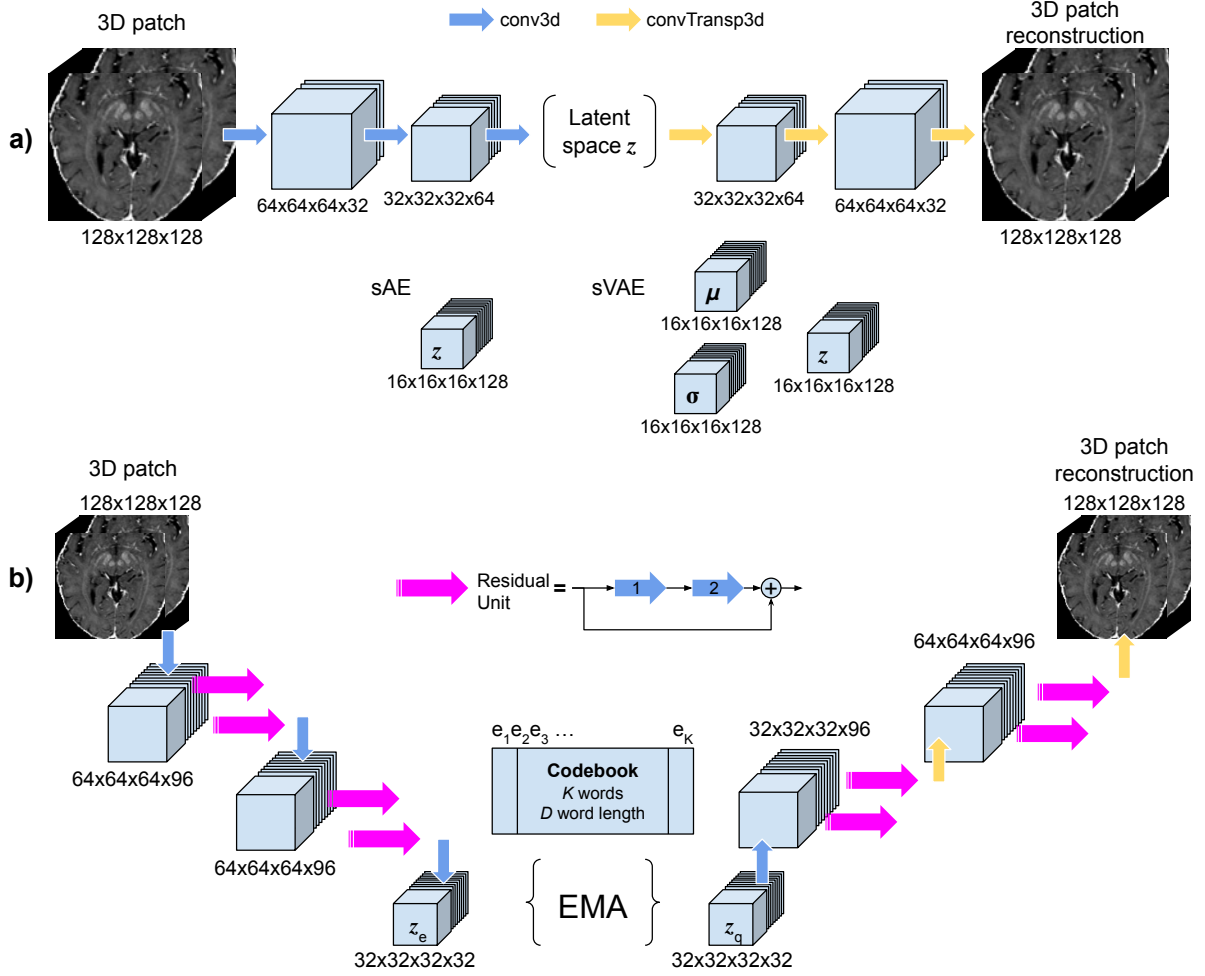 3D patch
conv3d
convTransp3d
3D patch
reconstruction
a)
Latent
space z
64x64x64x32
32x32x32x64
32x32x32x64
64x64x64x32
128x128x128
128x128x128
sAE
sVAE
μ
16x16x16x128
z
16x16x16x128
z
16x16x16x128
σ
16x16x16x128
3D patch
128x128x128
3D patch
reconstruction
128x128x128
b)
Residual
Unit
=
1
2
+
64x64x64x96
64x64x64x96
e1e2e3 … eK
Codebook
K words
D word length
32x32x32x96
64x64x64x96
ze
32x32x32x32
EMA
zq
32x32x32x32